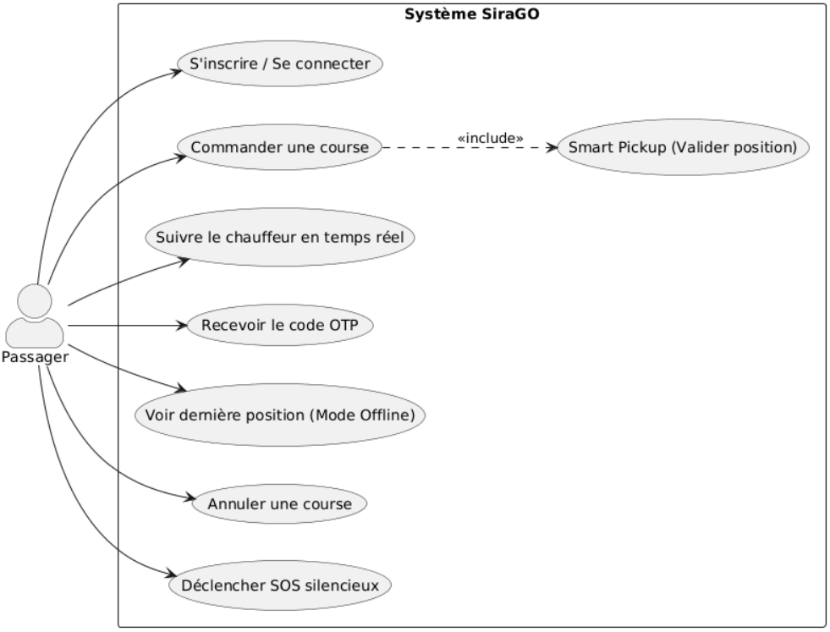 Système SiraGO
S'inscrire / Se connecter
Commander une course
«include»
Smart Pickup (Valider position)
Suivre le chauffeur en temps réel
Recevoir le code OTP
Passager
Voir dernière position (Mode Offline)
Annuler une course
Déclencher SOS silencieux